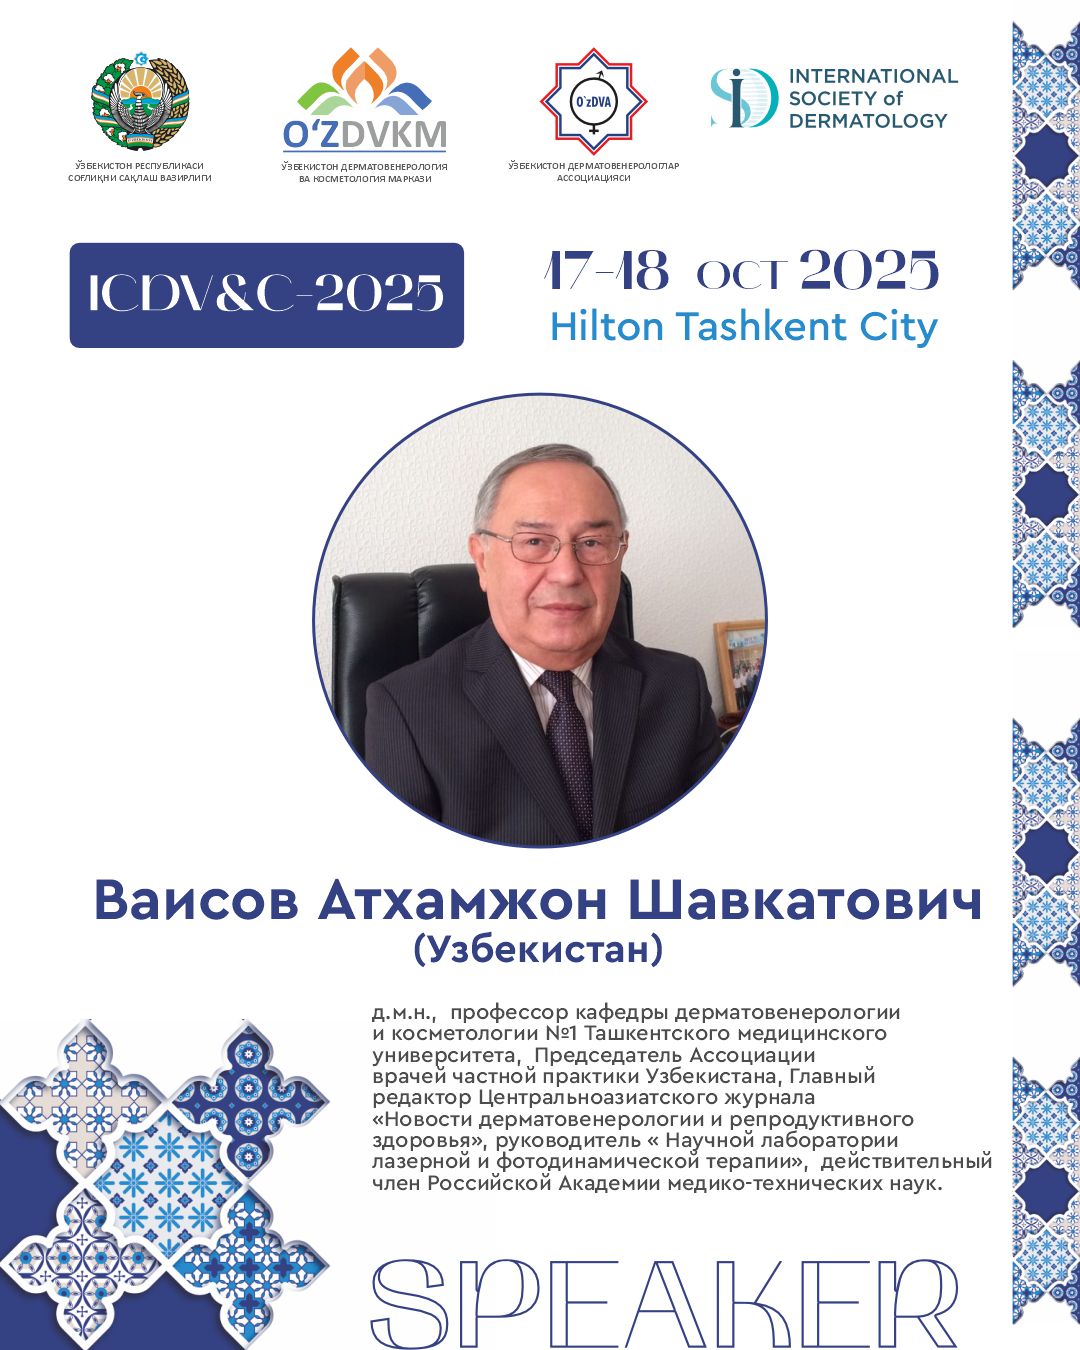 ЎЗБЕКИСТОН РЕСПУБЛИКАСИ
СОҒЛИҚНИ САҚЛАШ ВАЗИРЛИГИ
O‘ZDVKM
ЎЗБЕКИСТОН ДЕРМАТОВЕНЕРОЛОГИЯ
ВА КОСМЕТОЛОГИЯ МАРКАЗИ
O`zDVA
ЎЗБЕКИСТОН ДЕРМАТОВЕНЕРОЛОГЛАР
АССОЦИАЦИЯСИ
ISD
INTERNATIONAL
SOCIETY of
DERMATOLOGY
ICDV&C-2025
17-18 OCT 2025
Hilton Tashkent City
Ваисов Атхамжон Шавкатович
(Узбекистан)
д.м.н., профессор кафедры дерматовенерологии
и косметологии №1 Ташкентского медицинского
университета, Председатель Ассоциации
врачей частной практики Узбекистана, Главный
редактор Центральноазиатского журнала
«Новости дерматовенерологии и репродуктивного
здоровья», руководитель « Научной лаборатории
лазерной и фотодинамической терапии», действительный
член Российской Академии медико-технических наук.
SPEAKER